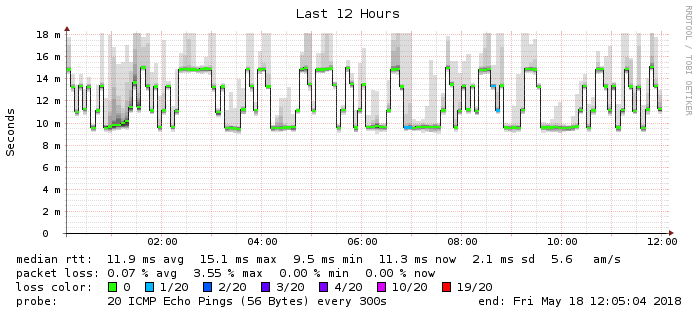 Last 12 Hours
RRDTOOL / TOBI OETIKER
Seconds
18 m
16 m
14 m
12 m
10 m
8 m
6 m
4 m
2 m
0
02:00 04:00 06:00 08:00 10:00 12:00
median rtt: 11.9 ms avg 15.1 ms max 9.5 ms min 11.3 ms now 2.1 ms sd 5.6 am/s
packet loss: 0.07 % avg 3.55 % max 0.00 % min 0.00 % now
loss color: 0 1/20 2/20 3/20 4/20 10/20 19/20
probe: 20 ICMP Echo Pings (56 Bytes) every 300s end: Fri May 18 12:05:04 2018